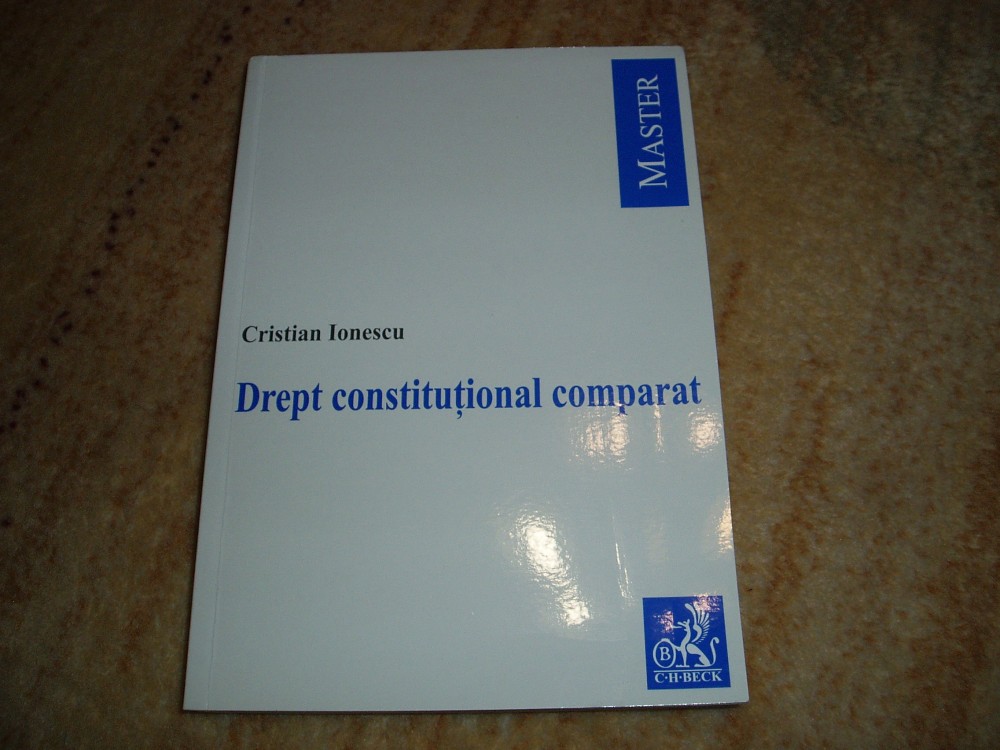 MASTER
Cristian Ionescu
Drept constituțional comparat
B
C·H·BECK